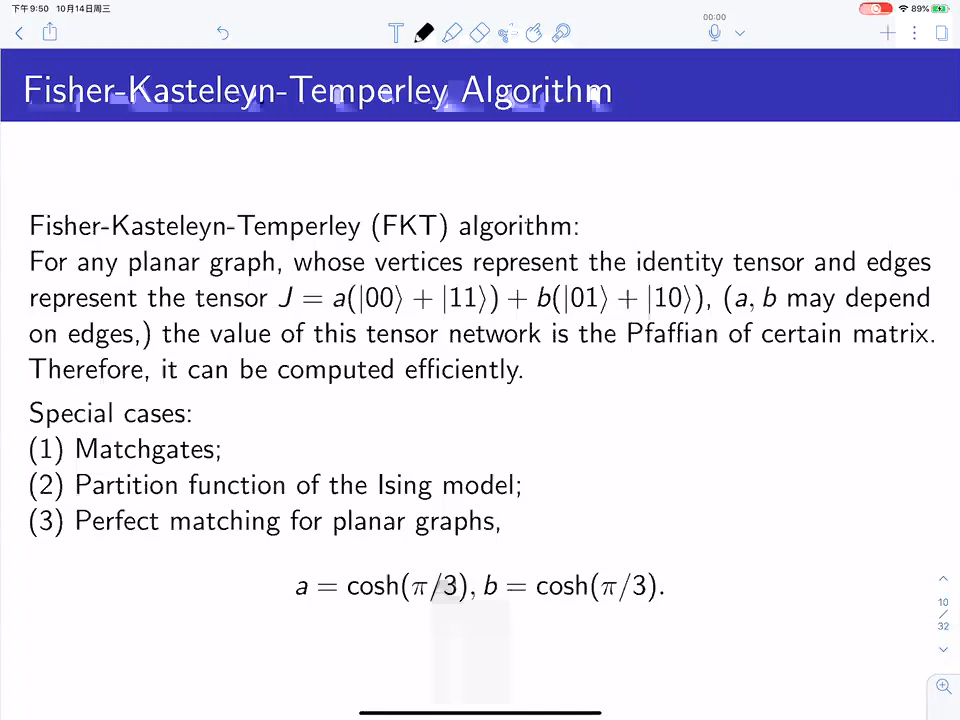 下午9:50 10月14日周三
89%
00:00
Fisher-Kasteleyn-Temperley Algorithm
Fisher-Kasteleyn-Temperley (FKT) algorithm:
For any planar graph, whose vertices represent the identity tensor and edges
represent the tensor J = a(|00⟩ + |11⟩) + b(|01⟩ + |10⟩), (a, b may depend
on edges,) the value of this tensor network is the Pfaffian of certain matrix.
Therefore, it can be computed efficiently.
Special cases:
(1) Matchgates;
(2) Partition function of the Ising model;
(3) Perfect matching for planar graphs,
a = cosh(π/3), b = cosh(π/3).
10
/
32